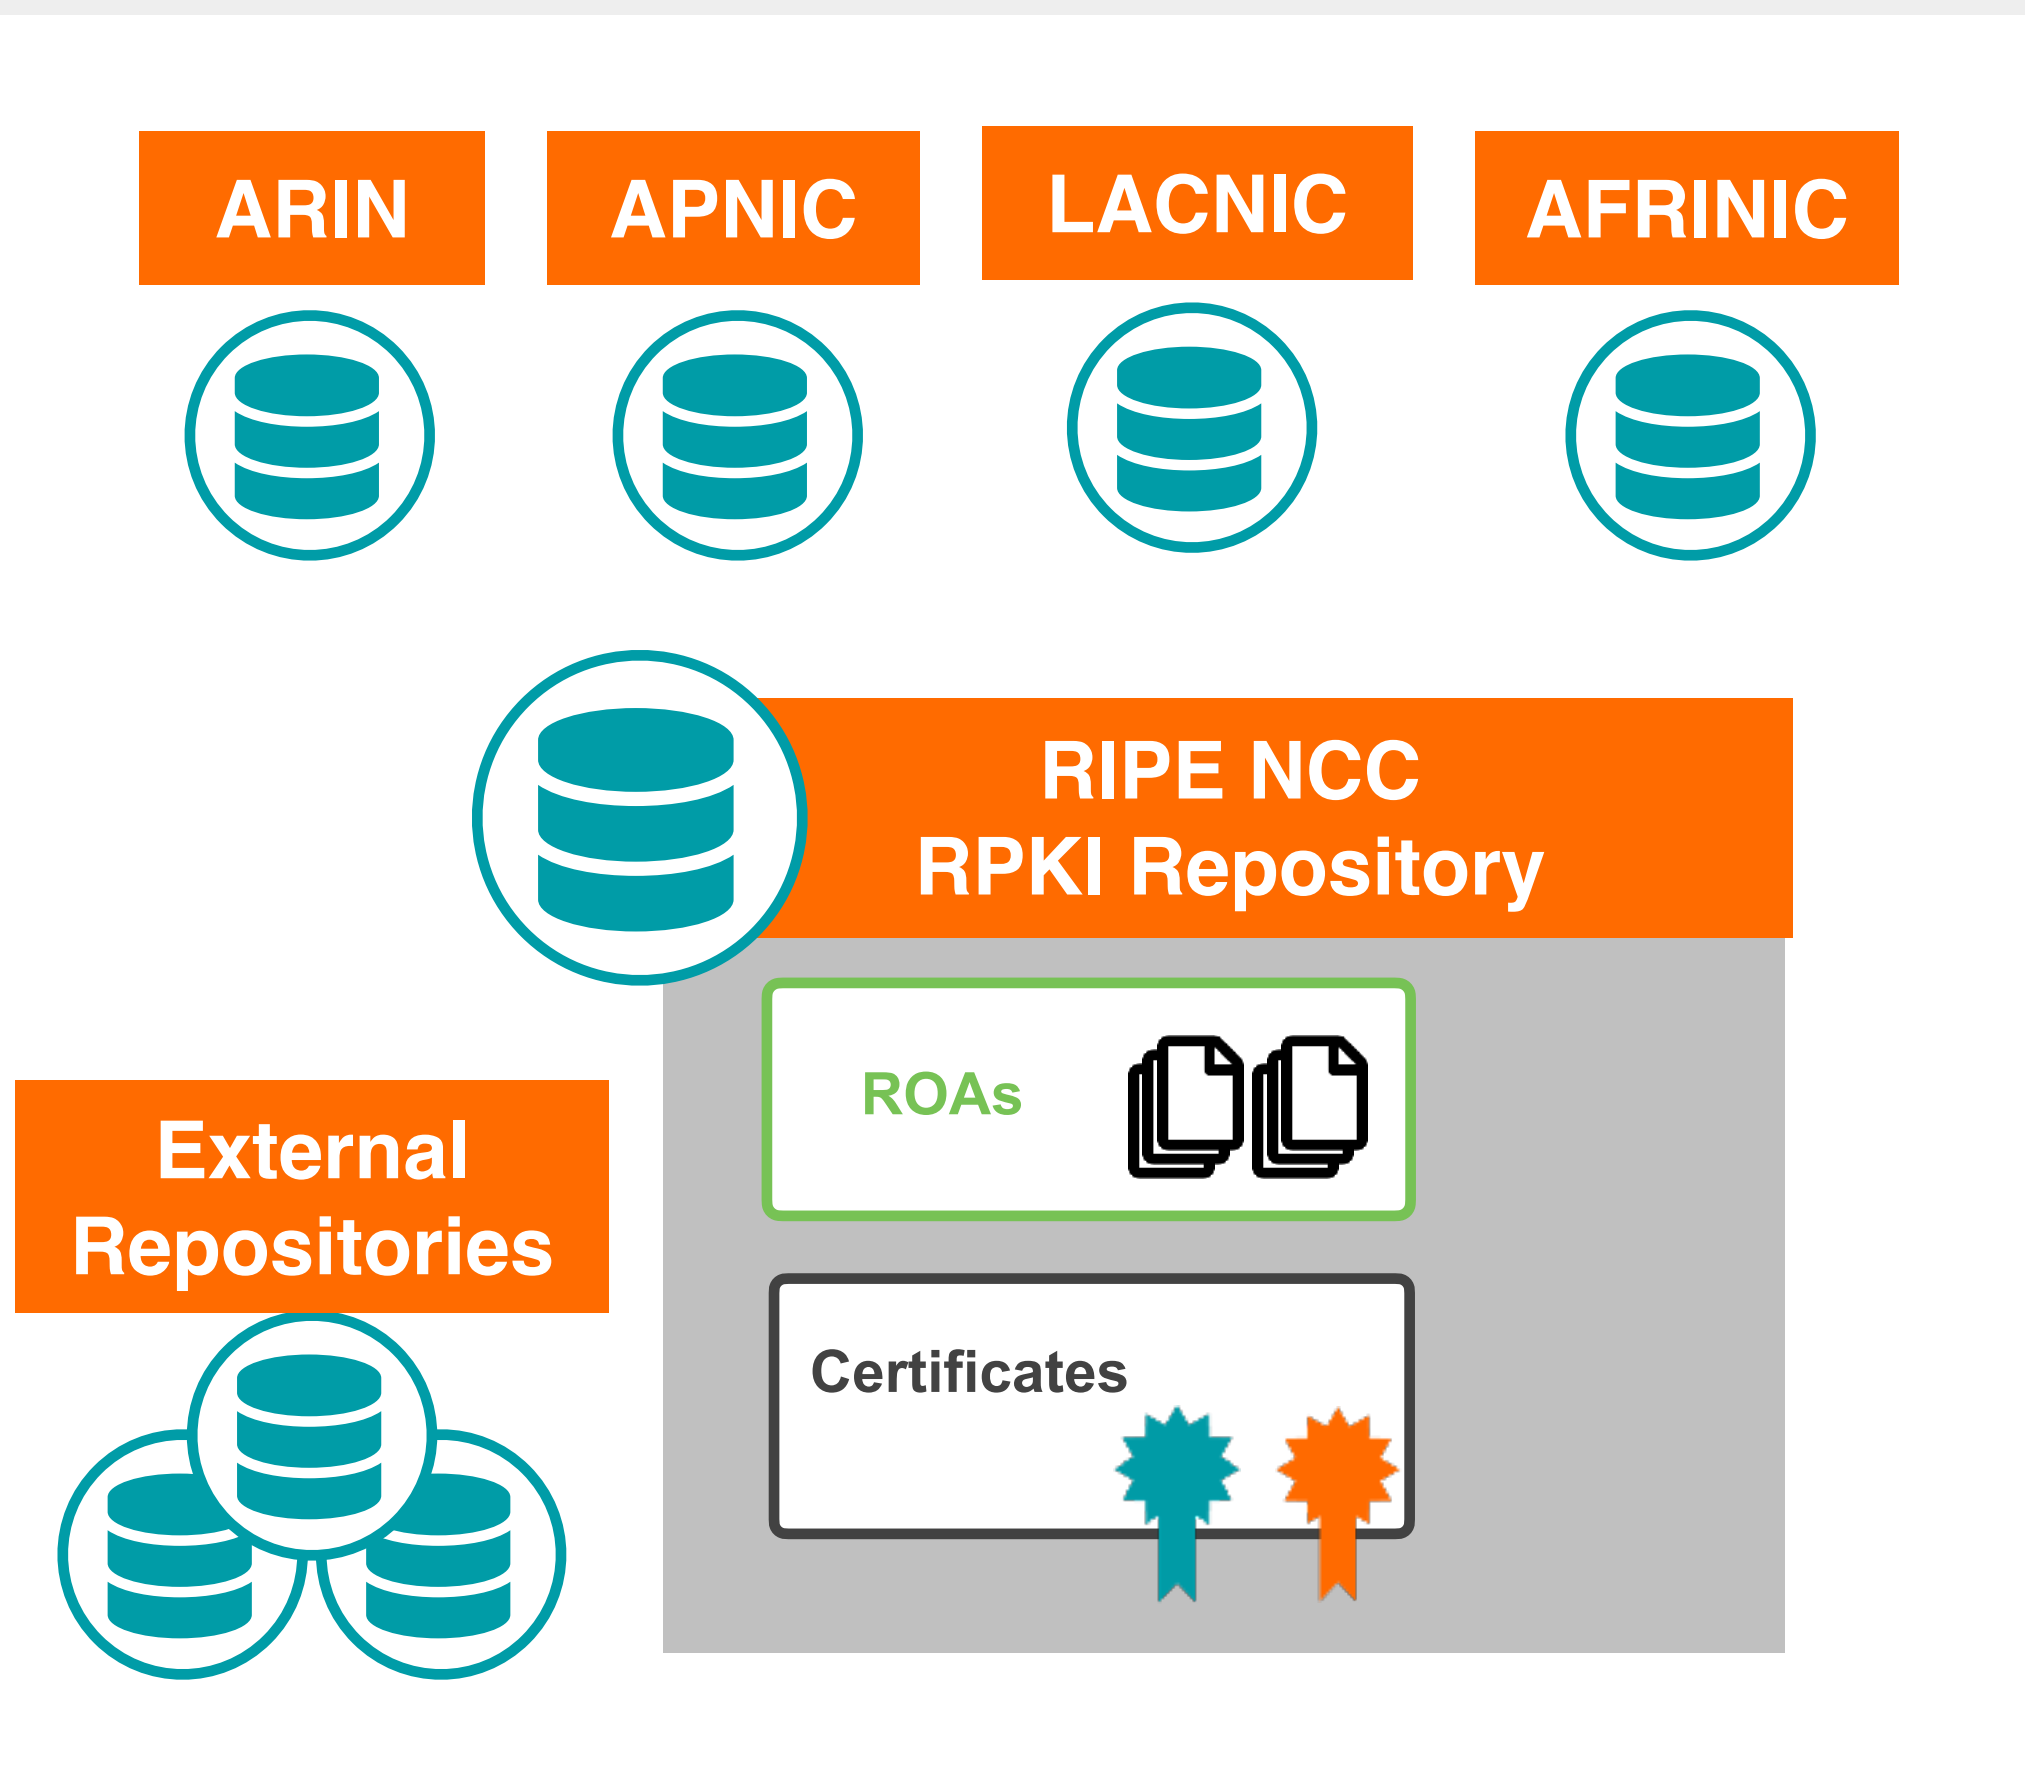 ARIN
APNIC
LACNIC
AFRINIC
RIPE NCC
RPKI Repository
ROAs
External
Repositories
Certificates